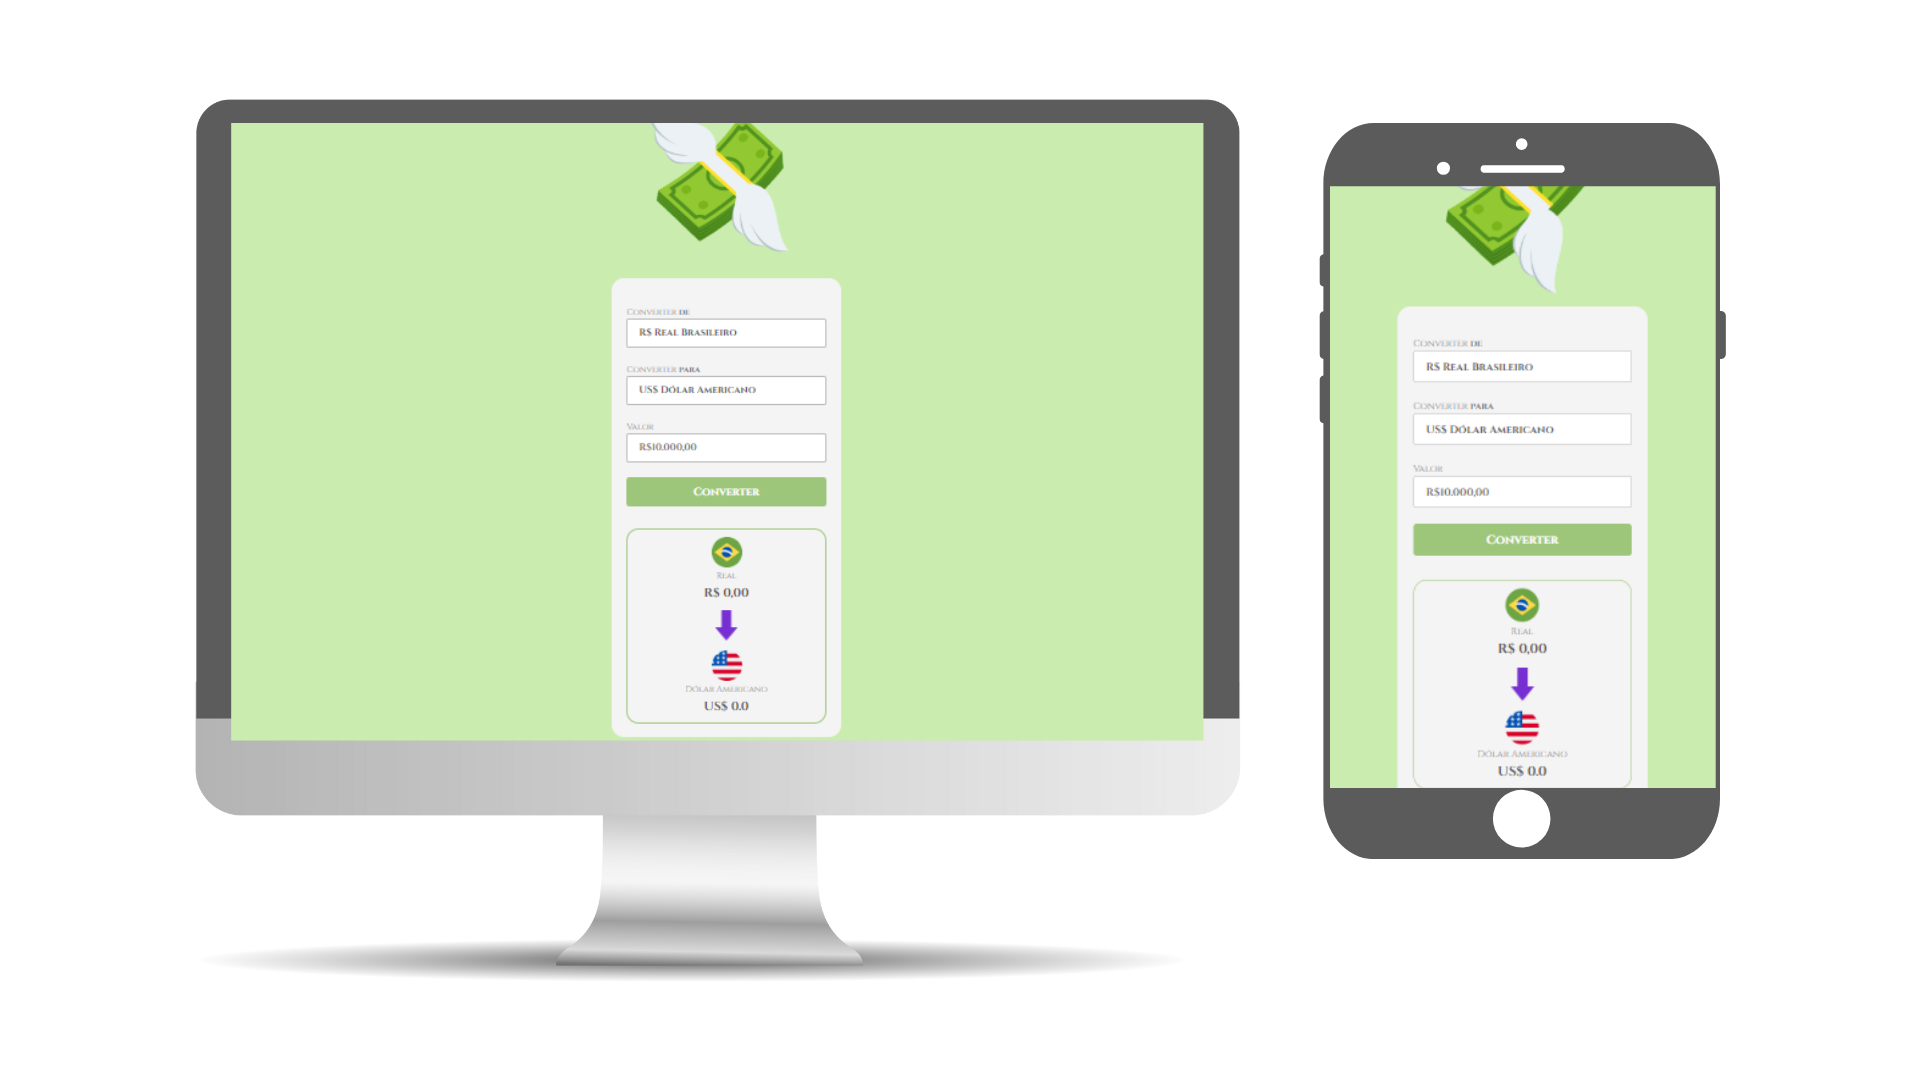 Converter de
R$ Real Brasileiro
Converter para
US$ Dólar Americano
Valor
R$10.000,00
Converter
Real
R$ 0,00
Dólar Americano
US$ 0.0
Converter de
R$ Real Brasileiro
Converter para
US$ Dólar Americano
Valor
R$10.000,00
Converter
Real
R$ 0,00
Dólar Americano
US$ 0.0